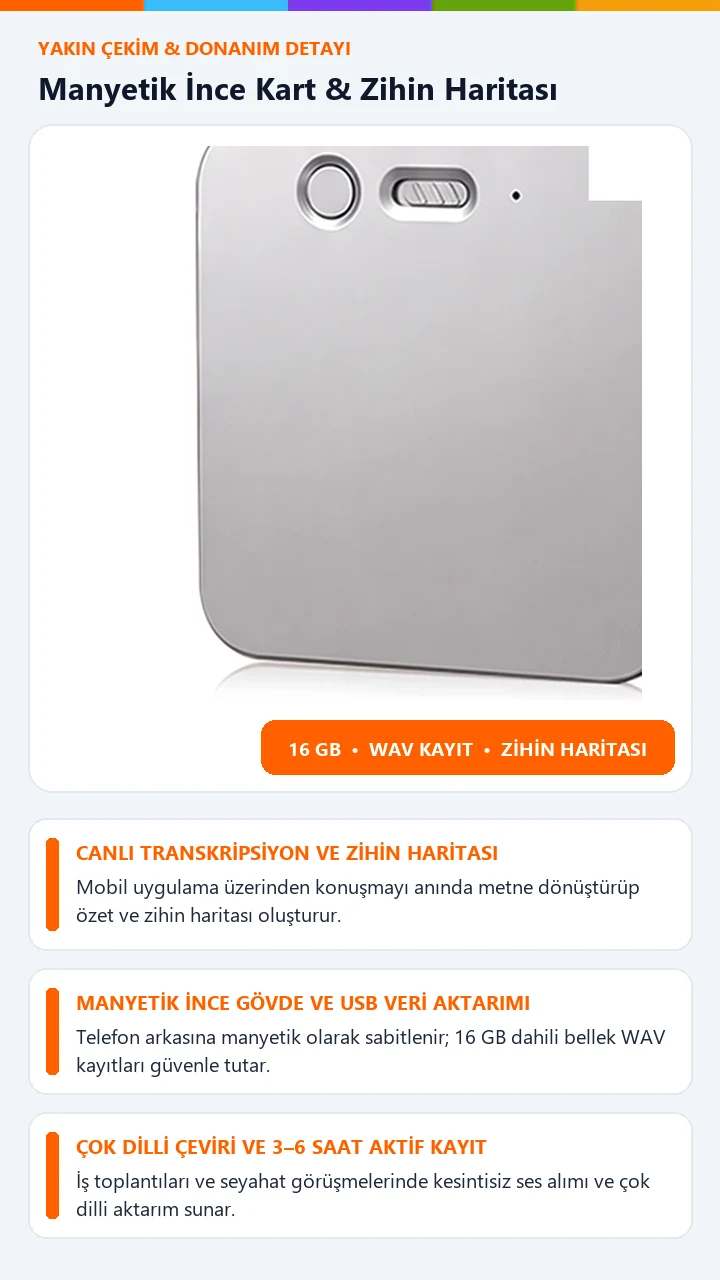 YAKIN ÇEKİM & DONANIM DETAYI
Manyetik İnce Kart & Zihin Haritası
16 GB • WAV KAYIT • ZİHİN HARİTASI
CANLI TRANSKRİPSİYON VE ZİHİN HARİTASI
Mobil uygulama üzerinden konuşmayı anında metne dönüştürüp
özet ve zihin haritası oluşturur.
MANYETİK İNCE GÖVDE VE USB VERİ AKTARIMI
Telefon arkasına manyetik olarak sabitlenir; 16 GB dahili bellek WAV
kayıtları güvenle tutar.
ÇOK DİLLİ ÇEVİRİ VE 3–6 SAAT AKTİF KAYIT
İş toplantıları ve seyahat görüşmelerinde kesintisiz ses alımı ve çok
dilli aktarım sunar.